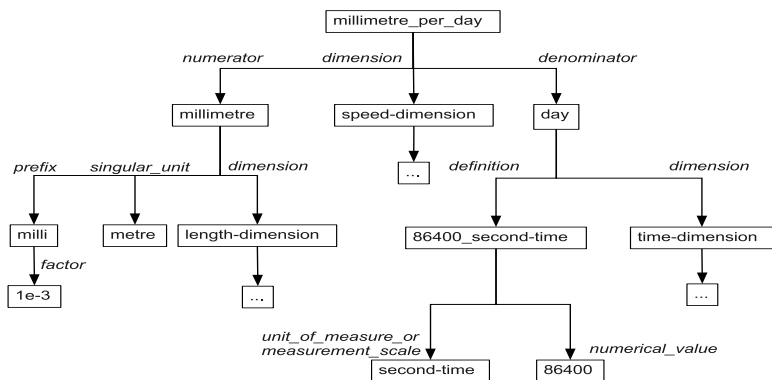 millimetre_per_day
numerator
dimension
denominator
millimetre
speed-dimension
day
prefix
singular_unit
dimension
...
definition
dimension
milli
metre
length-dimension
86400_second-time
time-dimension
factor
1e-3
...
...
unit_of_measure_or
measurement_scale
numerical_value
second-time
86400